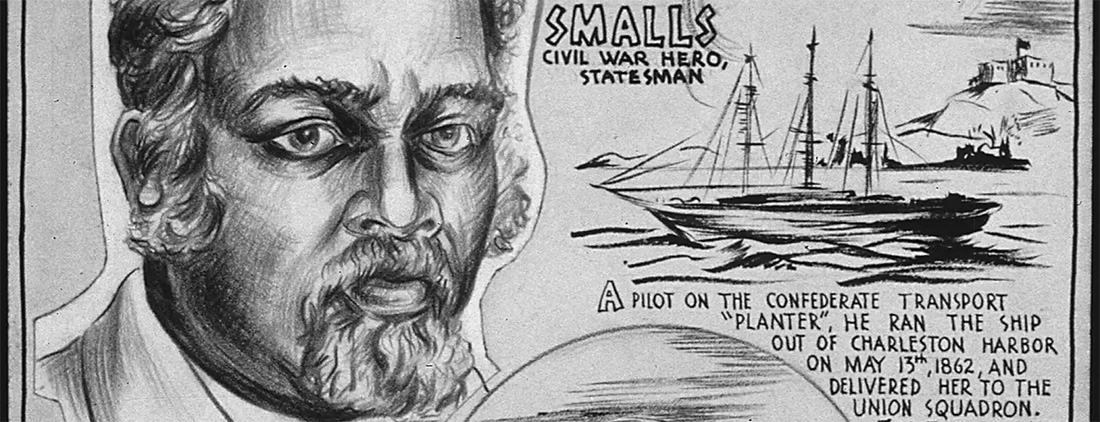 SMALLS
CIVIL WAR HERO,
STATESMAN
A PILOT ON THE CONFEDERATE TRANSPORT
"PLANTER", HE RAN THE SHIP
OUT OF CHARLESTON HARBOR
ON MAY 13th, 1862, AND
DELIVERED HER TO THE
UNION SQUADRON.